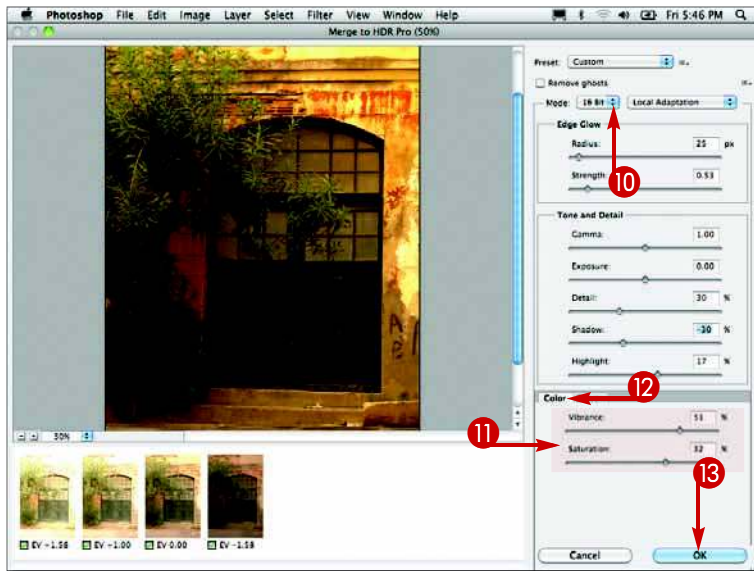 Photoshop File Edit Image Layer Select Filter View Window Help Fri 5:46 PM
Merge to HDR Pro (50%)
Preset: Custom
Remove ghosts
Mode: 16 Bit Local Adaptation
Edge Glow
Radius: 25 px
10
Strength: 0.53
Tone and Detail
Gamma: 1.00
Exposure: 0.00
Detail: 30 %
Shadow: -30 %
Highlight: 17 %
12
Color
11
Vibrance: 51 %
Saturation: 32 %
13
50%
EV +1.56 EV +1.00 EV 0.00 EV -1.58
Cancel OK